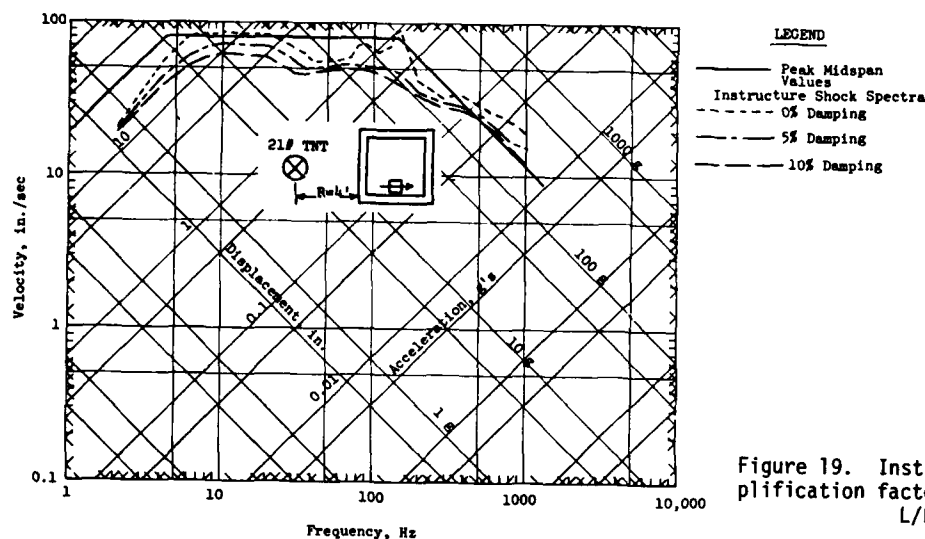 100
10
1
0.1
Velocity, in./sec
1
10
100
1000
10,000
Frequency, Hz
10
1
0.1
0.01
Displacement, in.
Acceleration, g's
1000 g
100 g
10 g
1 g
21# TNT
R=4'
LEGEND
Peak Midspan
Values
Instructure Shock Spectra
0% Damping
5% Damping
10% Damping
Figure 19. Inst
plification facto
L/